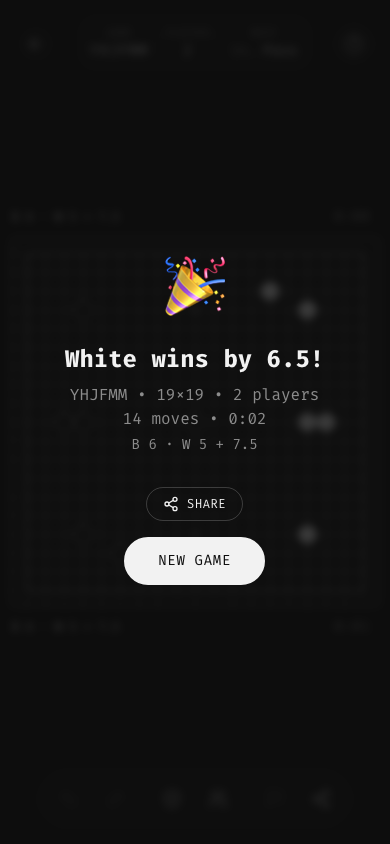 White wins by 6.5!
YHJFMM • 19×19 • 2 players
14 moves • 0:02
B 6 · W 5 + 7.5
SHARE
NEW GAME